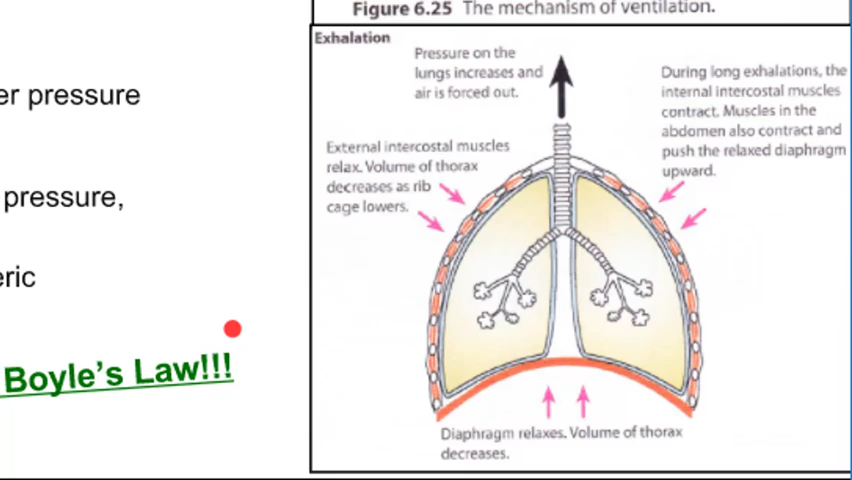 er pressure
pressure,
eric
Boyle's Law!!!
Figure 6.25 The mechanism of ventilation.
Exhalation
Pressure on the
lungs increases and
air is forced out.
During long exhalations, the
internal intercostal muscles
contract. Muscles in the
abdomen also contract and
push the relaxed diaphragm
upward.
External intercostal muscles
relax. Volume of thorax
decreases as rib
cage lowers.
Diaphragm relaxes. Volume of thorax
decreases.